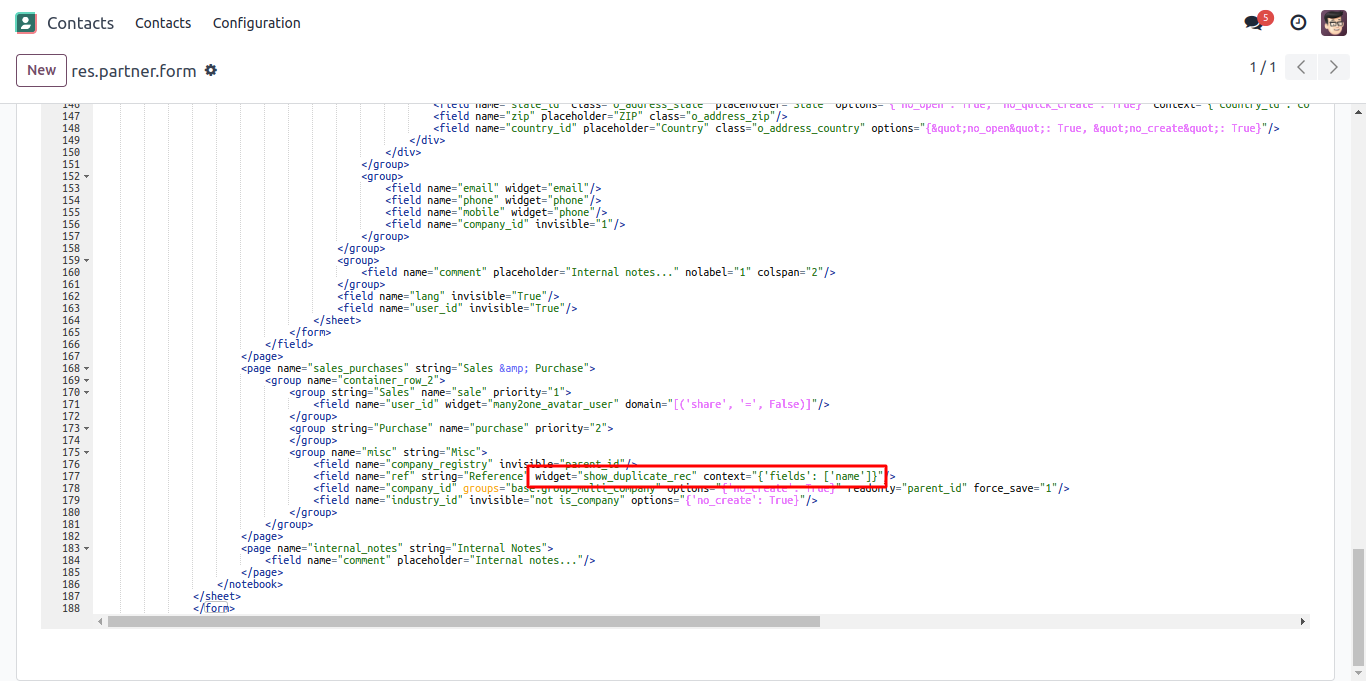 Contacts Contacts Configuration 5
New res.partner.form 1 / 1
146 <field name="state_id" class="o_address_state" placeholder="State" options="{'no_open': True, 'no_quick_create': True}" context="{'country_id': co
147 <field name="zip" placeholder="ZIP" class="o_address_zip"/>
148 <field name="country_id" placeholder="Country" class="o_address_country" options="{&quot;no_open&quot;: True, &quot;no_create&quot;: True}"/>
149 </div>
150 </div>
151 </group>
152 <group>
153 <field name="email" widget="email"/>
154 <field name="phone" widget="phone"/>
155 <field name="mobile" widget="phone"/>
156 <field name="company_id" invisible="1"/>
157 </group>
158 </group>
159 <group>
160 <field name="comment" placeholder="Internal notes..." nolabel="1" colspan="2"/>
161 </group>
162 <field name="lang" invisible="True"/>
163 <field name="user_id" invisible="True"/>
164 </sheet>
165 </form>
166 </field>
167 </page>
168 <page name="sales_purchases" string="Sales &amp; Purchase">
169 <group name="container_row_2">
170 <group string="Sales" name="sale" priority="1">
171 <field name="user_id" widget="many2one_avatar_user" domain="[('share', '=', False)]"/>
172 </group>
173 <group string="Purchase" name="purchase" priority="2">
174 </group>
175 <group name="misc" string="Misc">
176 <field name="company_registry" invisible="parent_id"/>
177 <field name="ref" string="Reference" widget="show_duplicate_rec" context="{'fields': ['name']}"/>
178 <field name="company_id" groups="base.group_multi_company" options="{'no_create': True}" readonly="parent_id" force_save="1"/>
179 <field name="industry_id" invisible="not is_company" options="{'no_create': True}"/>
180 </group>
181 </group>
182 </page>
183 <page name="internal_notes" string="Internal Notes">
184 <field name="comment" placeholder="Internal notes..."/>
185 </page>
186 </notebook>
187 </sheet>
188 </form>